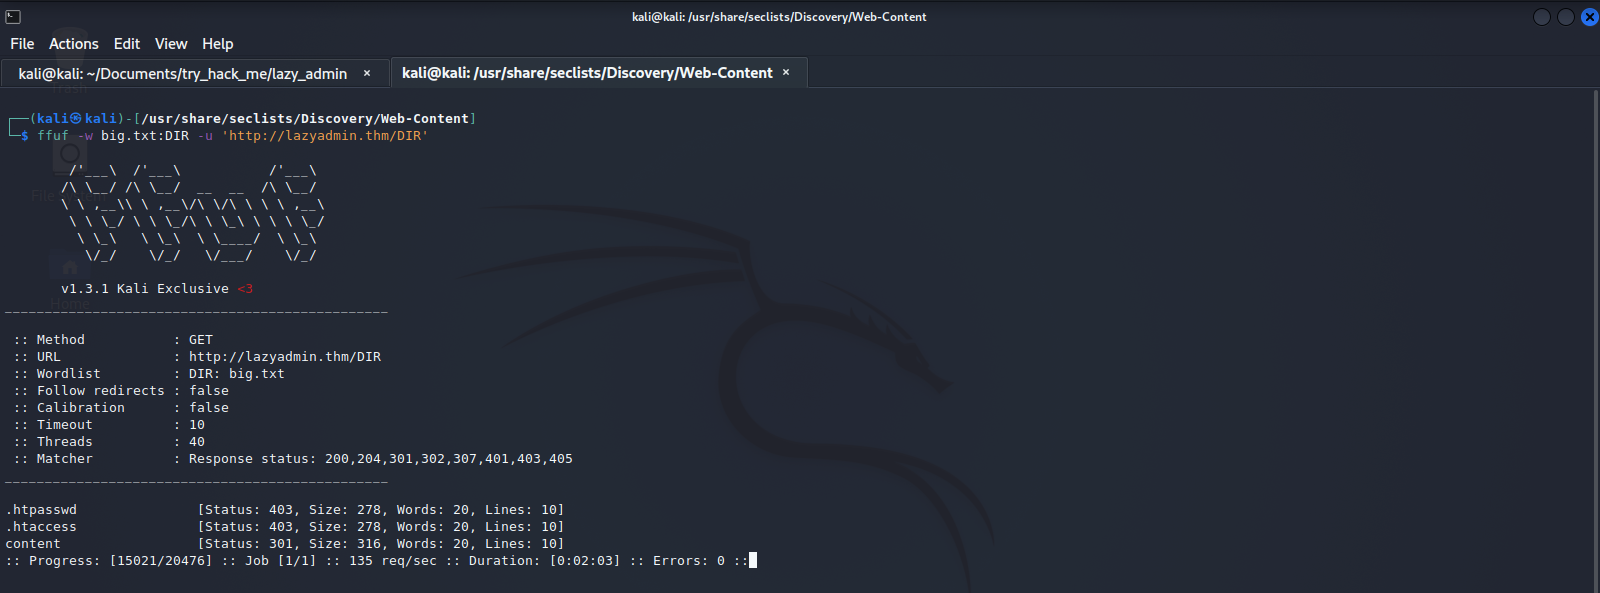 kali@kali: /usr/share/seclists/Discovery/Web-Content
File Actions Edit View Help
kali@kali: ~/Documents/try_hack_me/lazy_admin × kali@kali: /usr/share/seclists/Discovery/Web-Content ×
┌──(kali㉿kali)-[/usr/share/seclists/Discovery/Web-Content]
└─$ ffuf -w big.txt:DIR -u 'http://lazyadmin.thm/DIR'
        /'___\  /'___\           /'___\
       /\ \__/ /\ \__/  __  __  /\ \__/
       \ \ ,__\\ \ ,__\/\ \/\ \ \ \ ,__\
        \ \ \_/ \ \ \_/\ \ \_\ \ \ \ \_/
         \ \_\   \ \_\  \ \____/  \ \_\
          \/_/    \/_/   \/___/    \/_/
v1.3.1 Kali Exclusive <3
________________________________________________
:: Method           : GET
:: URL              : http://lazyadmin.thm/DIR
:: Wordlist         : DIR: big.txt
:: Follow redirects : false
:: Calibration      : false
:: Timeout          : 10
:: Threads          : 40
:: Matcher          : Response status: 200,204,301,302,307,401,403,405
________________________________________________
.htpasswd               [Status: 403, Size: 278, Words: 20, Lines: 10]
.htaccess               [Status: 403, Size: 278, Words: 20, Lines: 10]
content                 [Status: 301, Size: 316, Words: 20, Lines: 10]
:: Progress: [15021/20476] :: Job [1/1] :: 135 req/sec :: Duration: [0:02:03] :: Errors: 0 ::
Trash
Home